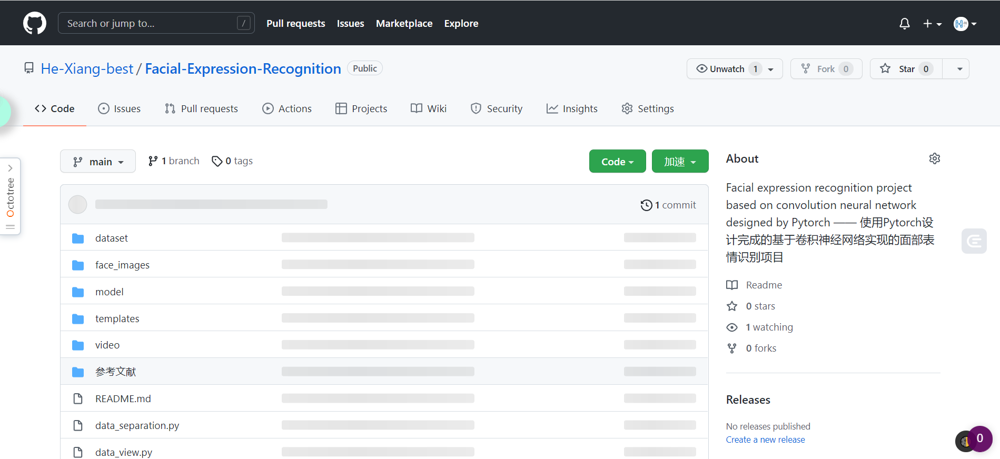 Search or jump to... /
Pull requests Issues Marketplace Explore
He-Xiang-best / Facial-Expression-Recognition Public
Unwatch 1 Fork 0 Star 0
Code Issues Pull requests Actions Projects Wiki Security Insights Settings
Octotree
main 1 branch 0 tags Code 加速
1 commit
dataset
face_images
model
templates
video
参考文献
README.md
data_separation.py
data_view.py
About
Facial expression recognition project
based on convolution neural network
designed by Pytorch —— 使用Pytorch设
计完成的基于卷积神经网络实现的面部表
情识别项目
Readme
0 stars
1 watching
0 forks
Releases
No releases published
Create a new release
0